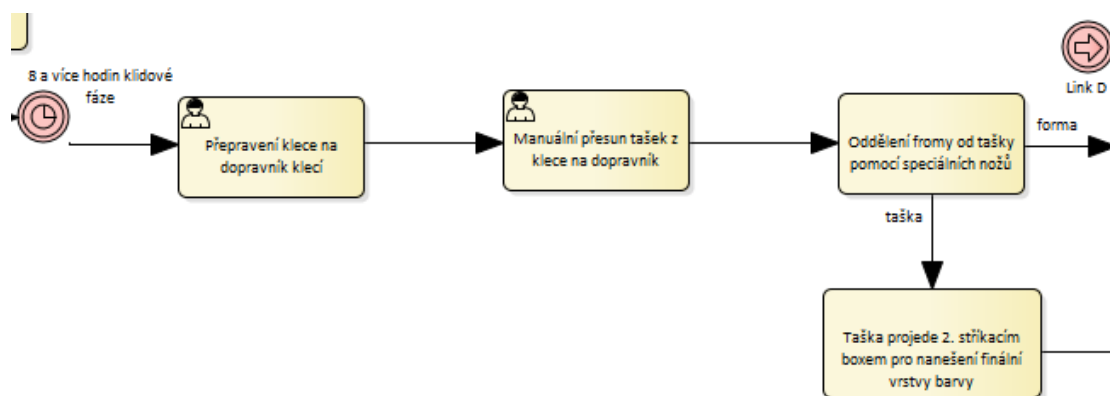 8 a více hodin klidové
fáze
Přepravení klece na
dopravník klecí
Manuální přesun tašek z
klece na dopravník
Oddělení fromy od tašky
pomocí speciálních nožů
Link D
forma
taška
Taška projede 2. stříkacím
boxem pro nanešení finální
vrstvy barvy